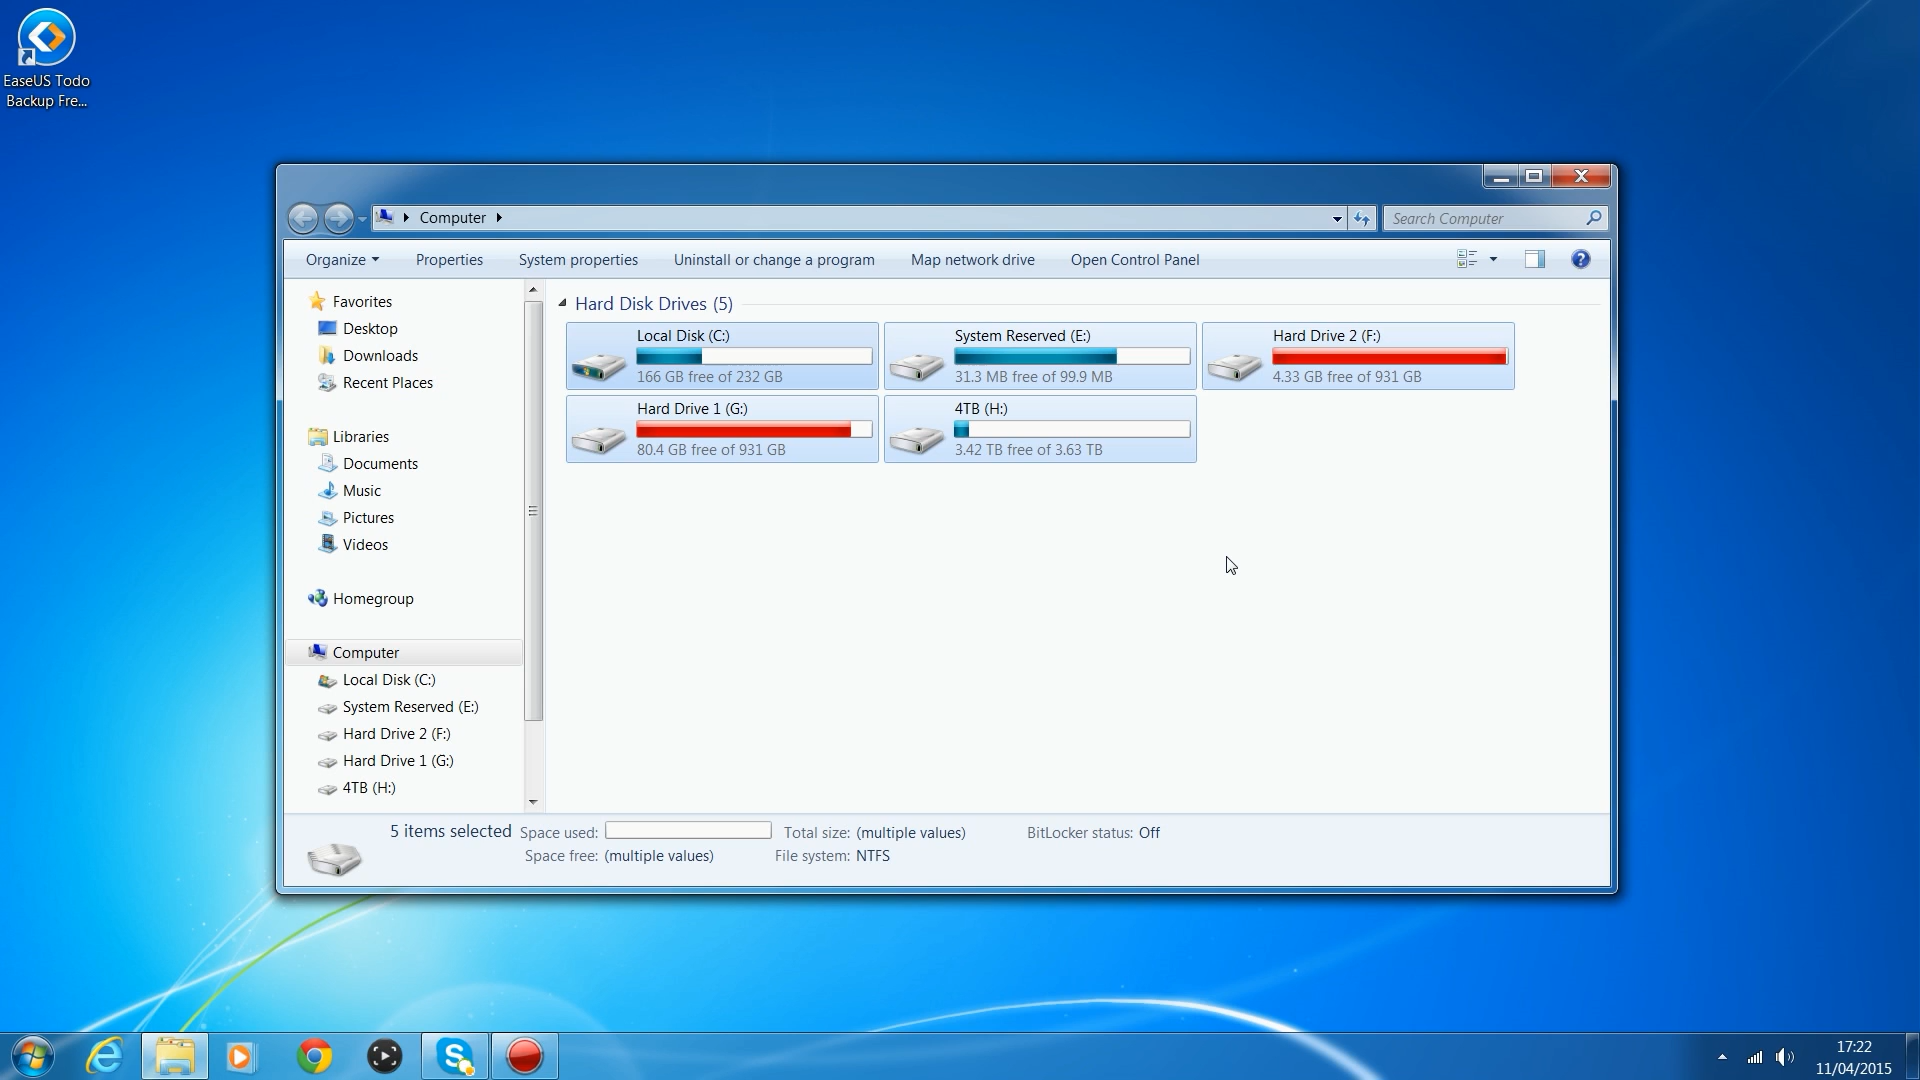 EaseUS Todo
Backup Fre...
Computer
Search Computer
Organize
Properties
System properties
Uninstall or change a program
Map network drive
Open Control Panel
Favorites
Desktop
Downloads
Recent Places
Libraries
Documents
Music
Pictures
Videos
Homegroup
Computer
Local Disk (C:)
System Reserved (E:)
Hard Drive 2 (F:)
Hard Drive 1 (G:)
4TB (H:)
Hard Disk Drives (5)
Local Disk (C:)
166 GB free of 232 GB
System Reserved (E:)
31.3 MB free of 99.9 MB
Hard Drive 2 (F:)
4.33 GB free of 931 GB
Hard Drive 1 (G:)
80.4 GB free of 931 GB
4TB (H:)
3.42 TB free of 3.63 TB
5 items selected
Space used:
Total size: (multiple values)
BitLocker status: Off
Space free: (multiple values)
File system: NTFS
17:22
11/04/2015